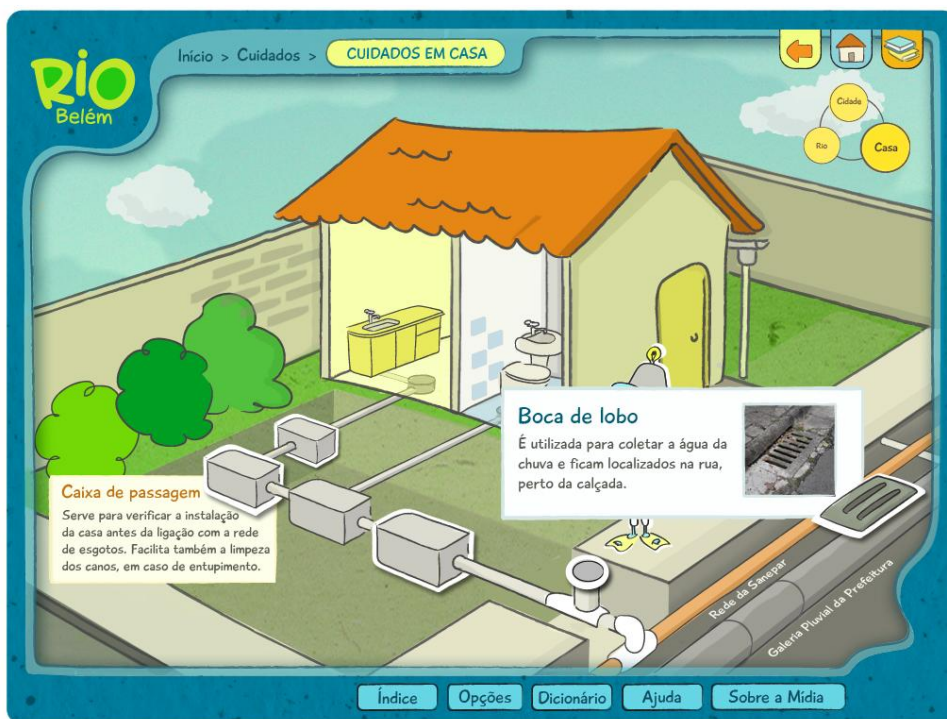 RIO
Belém
Início > Cuidados > CUIDADOS EM CASA
Cidade
Rio
Casa
Boca de lobo
É utilizada para coletar a água da
chuva e ficam localizados na rua,
perto da calçada.
Caixa de passagem
Serve para verificar a instalação
da casa antes da ligação com a rede
de esgotos. Facilita também a limpeza
dos canos, em caso de entupimento.
Rede da Sanepar
Galeria Pluvial da Prefeitura
Índice
Opções
Dicionário
Ajuda
Sobre a Mídia